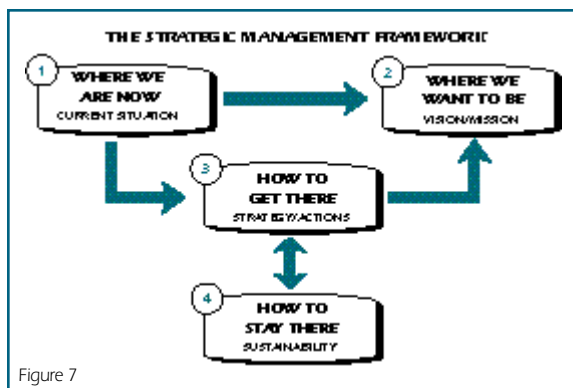 THE STRATEGIC MANAGEMENT FRAMEWORK
1
WHERE WE
ARE NOW
CURRENT SITUATION
2
WHERE WE
WANT TO BE
VISION/MISSION
3
HOW TO
GET THERE
STRATEGY/ACTIONS
4
HOW TO
STAY THERE
SUSTAINABILITY
Figure 7